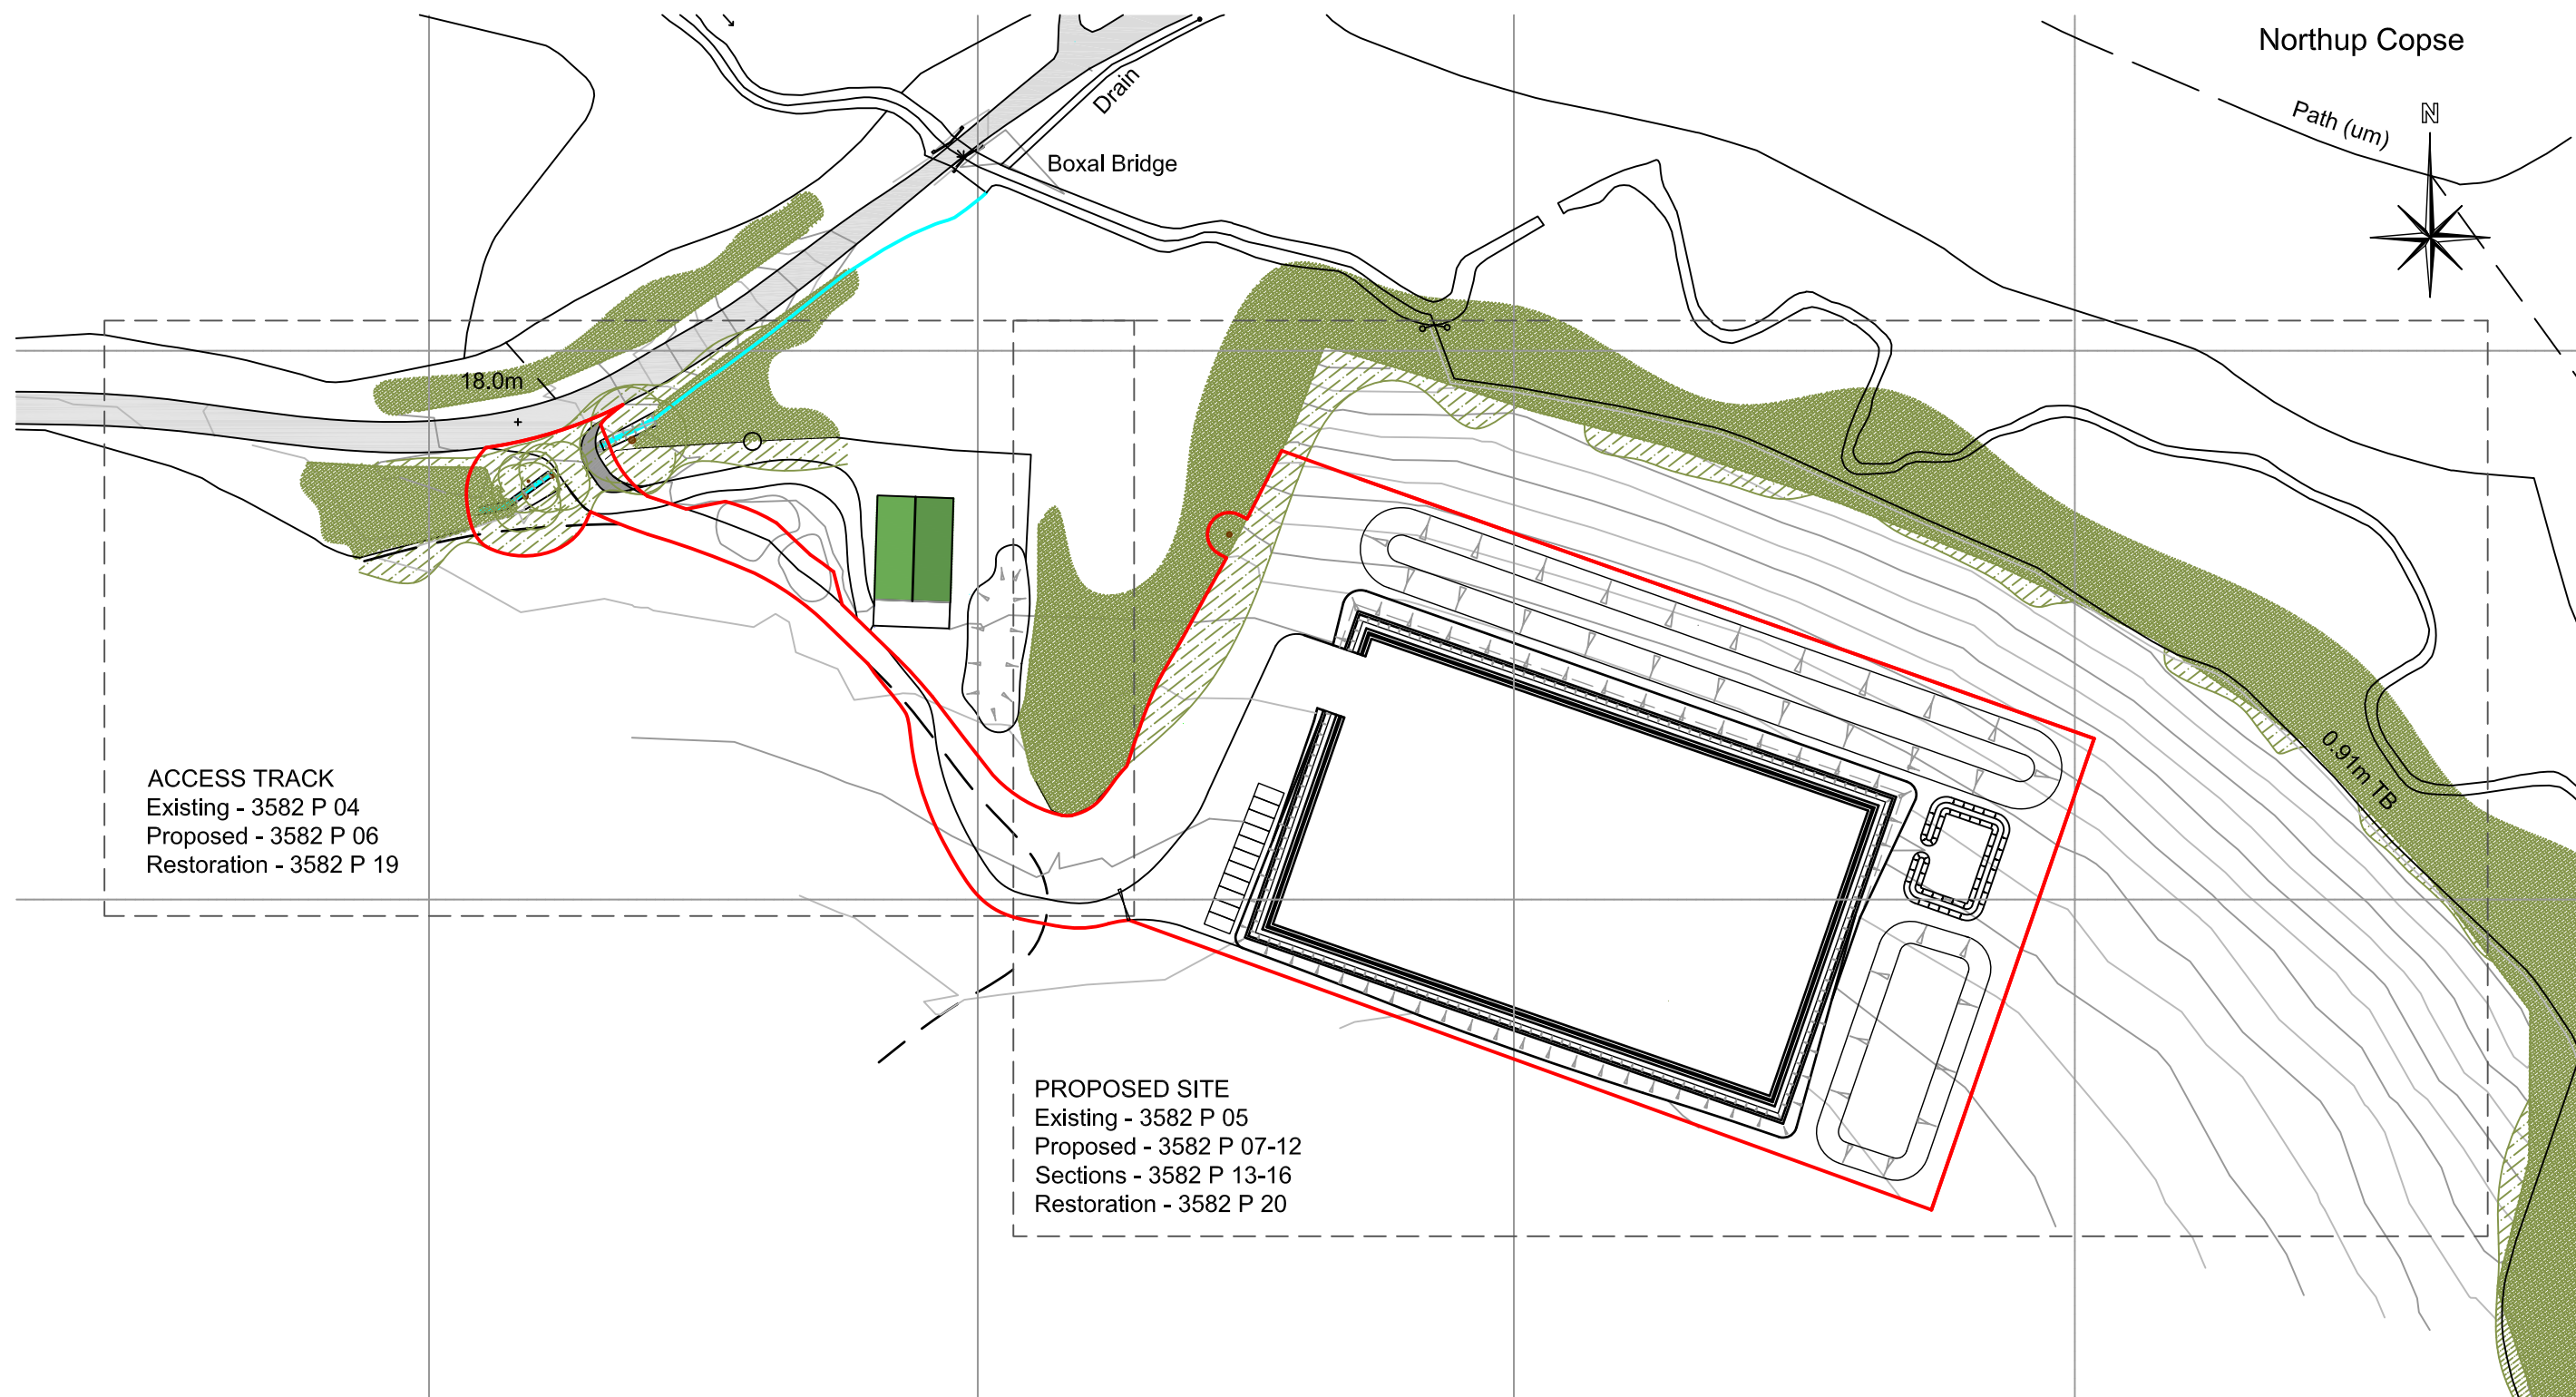 Northup Copse
Path (um)
N
Drain
Boxal Bridge
18.0m
0.91m TB
ACCESS TRACK
Existing - 3582 P 04
Proposed - 3582 P 06
Restoration - 3582 P 19
PROPOSED SITE
Existing - 3582 P 05
Proposed - 3582 P 07-12
Sections - 3582 P 13-16
Restoration - 3582 P 20